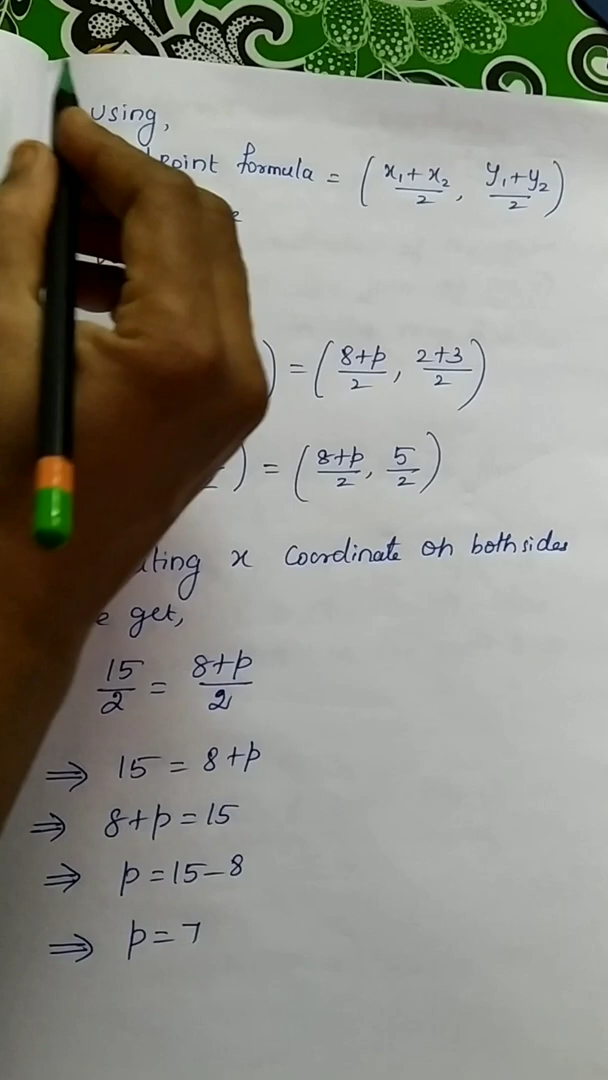 using,
point formula = ( x₁+x₂/2 , y₁+y₂/2 )
) = ( 8+p/2 , 2+3/2 )
) = ( 8+p/2 , 5/2 )
x coordinate on both sides
get,
15/2 = 8+p/2
⇒ 15 = 8+p
⇒ 8+p = 15
⇒ p = 15-8
⇒ p = 7